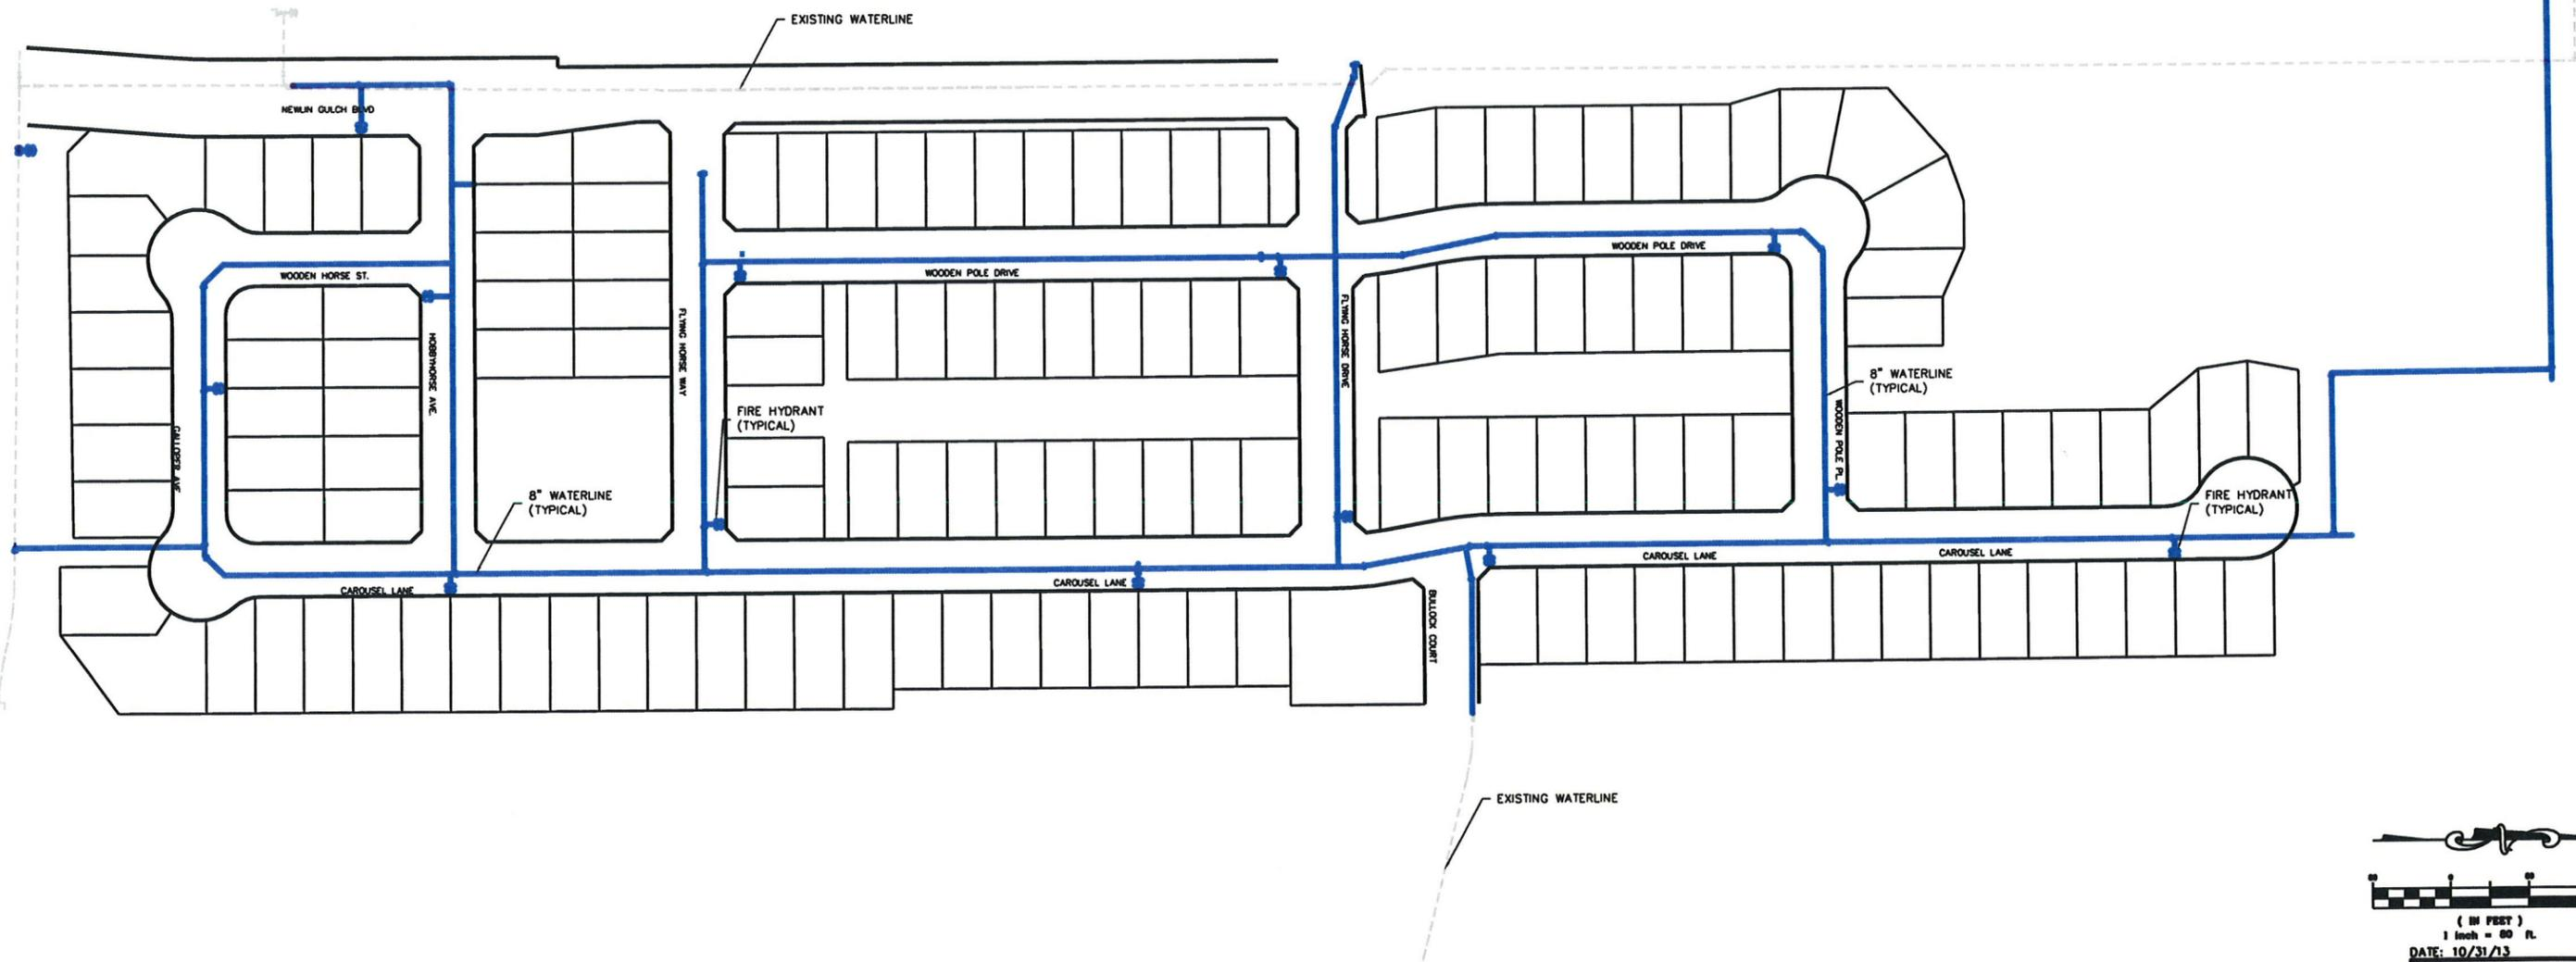 EXISTING WATERLINE
NEWLIN GULCH BLVD
WOODEN POLE DRIVE
WOODEN HORSE ST.
WOODEN POLE DRIVE
FLYING HORSE WAY
FLYING HORSE DRIVE
HOBBYHORSE AVE.
8" WATERLINE
(TYPICAL)
FIRE HYDRANT
(TYPICAL)
WOODEN POLE PL.
GALLOPER AVE
8" WATERLINE
(TYPICAL)
FIRE HYDRANT
(TYPICAL)
CAROUSEL LANE
CAROUSEL LANE
CAROUSEL LANE
CAROUSEL LANE
BULLOCK COURT
EXISTING WATERLINE
0
( IN FEET )
1 inch = 80 ft.
DATE: 10/31/13